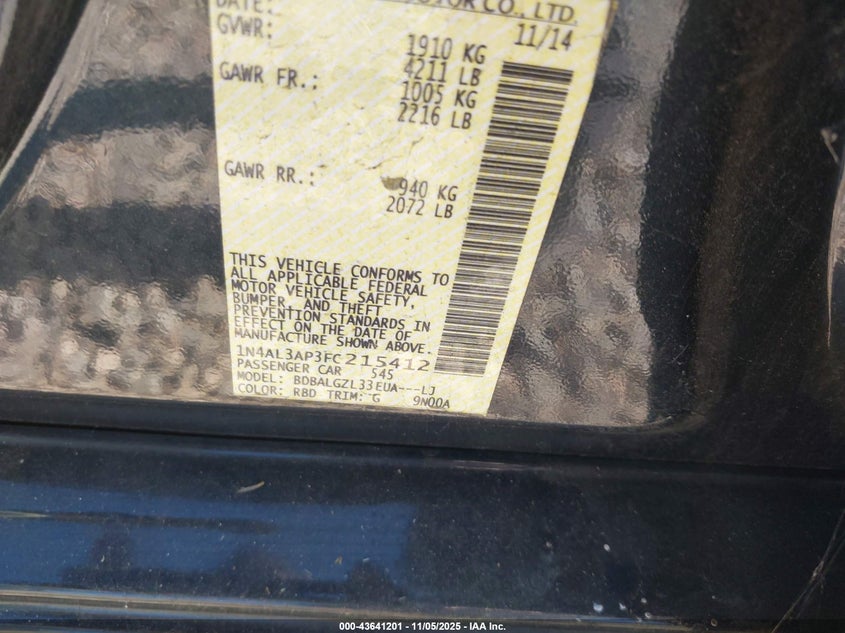 DATE: MOTOR CO., LTD.
GVWR: 11/14
1910 KG
4211 LB
GAWR FR.: 1005 KG
2216 LB
GAWR RR.: 940 KG
2072 LB
THIS VEHICLE CONFORMS TO
ALL APPLICABLE FEDERAL
MOTOR VEHICLE SAFETY,
BUMPER, AND THEFT
PREVENTION STANDARDS IN
EFFECT ON THE DATE OF
MANUFACTURE SHOWN ABOVE.
1N4AL3AP3FC215412
PASSENGER CAR 545
MODEL: BDBALGZL33EUA---LJ
COLOR: RBD TRIM: G 9N00A
000-43641201 - 11/05/2025 - IAA Inc.